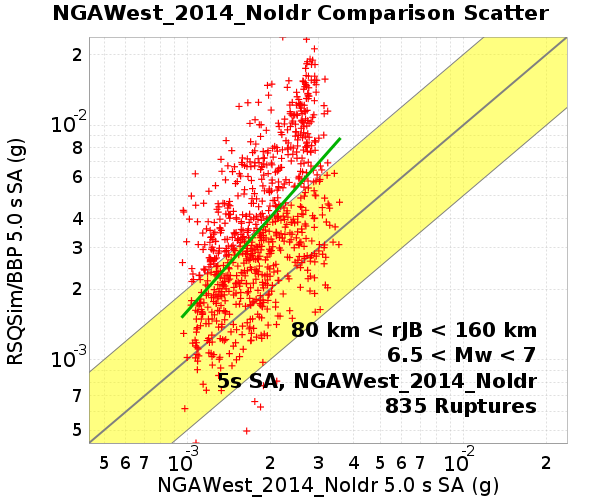 NGAWest_2014_NoIdr Comparison Scatter
2
10-2
8
6
4
3
2
10-3
7
5
RSQSim/BBP 5.0 s SA (g)
80 km < rJB < 160 km
6.5 < Mw < 7
5s SA, NGAWest_2014_NoIdr
835 Ruptures
5 6 7 10-3 2 3 4 5 6 7 10-2 2
NGAWest_2014_NoIdr 5.0 s SA (g)